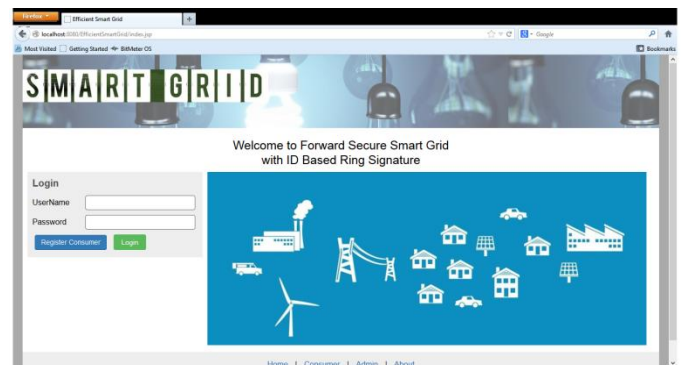 Firefox
Efficient Smart Grid
localhost:8080/EfficientSmartGrid/index.jsp
Google
Most Visited Getting Started BitMeter OS
Bookmarks
SMART GRID
Welcome to Forward Secure Smart Grid
with ID Based Ring Signature
Login
UserName
Password
Register Consumer Login
Home | Consumer | Admin | About